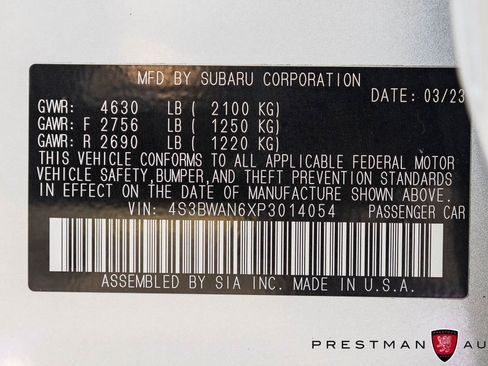 MFD BY SUBARU CORPORATION
DATE: 03/23
GVWR: 4630 LB ( 2100 KG)
GAWR: F 2756 LB ( 1250 KG)
GAWR: R 2690 LB ( 1220 KG)
THIS VEHICLE CONFORMS TO ALL APPLICABLE FEDERAL MOTOR
VEHICLE SAFETY, BUMPER, AND THEFT PREVENTION STANDARDS
IN EFFECT ON THE DATE OF MANUFACTURE SHOWN ABOVE.
VIN: 4S3BWAN6XP3014054 PASSENGER CAR
ASSEMBLED BY SIA INC. MADE IN U.S.A.
PRESTMAN AU